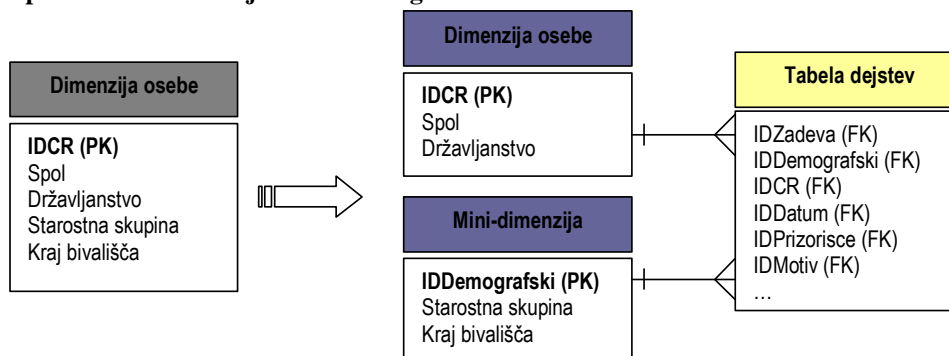 Dimenzija osebe
IDCR (PK)
Spol
Državljanstvo
Starostna skupina
Kraj bivališča
Dimenzija osebe
IDCR (PK)
Spol
Državljanstvo
Mini-dimenzija
IDDemografski (PK)
Starostna skupina
Kraj bivališča
Tabela dejstev
IDZadeva (FK)
IDDemografski (FK)
IDCR (FK)
IDDatum (FK)
IDPrizorisce (FK)
IDMotiv (FK)
…